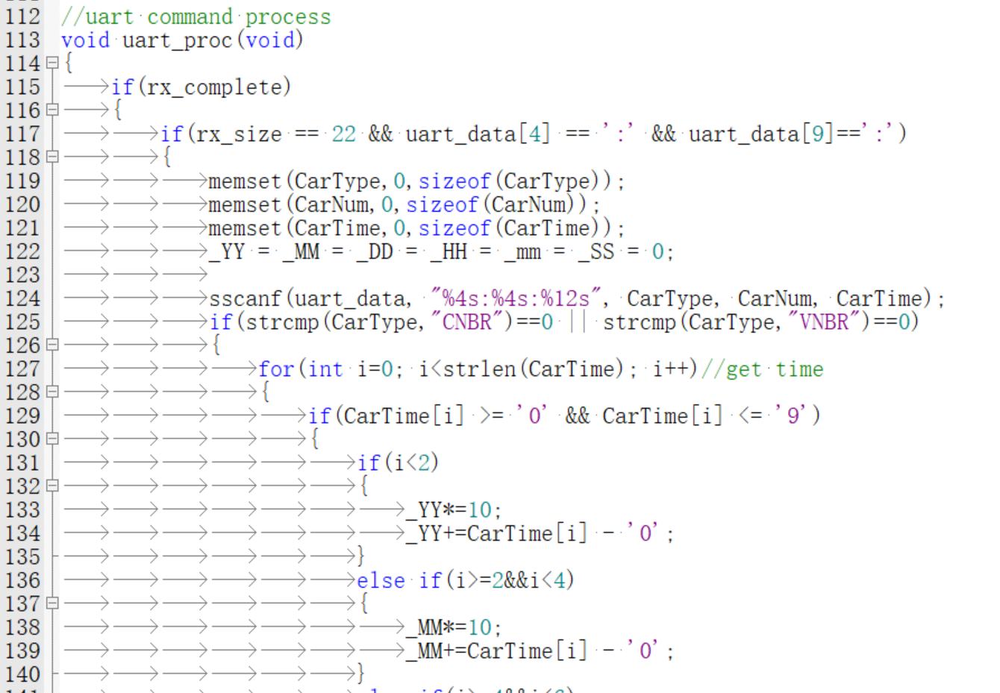 112 //uart command process
113 void uart_proc(void)
114 {
115 if(rx_complete)
116 {
117 if(rx_size == 22 && uart_data[4] == ':' && uart_data[9]==':')
118 {
119 memset(CarType,0,sizeof(CarType));
120 memset(CarNum,0,sizeof(CarNum));
121 memset(CarTime,0,sizeof(CarTime));
122 _YY = _MM = _DD = _HH = _mm = _SS = 0;
123
124 sscanf(uart_data, "%4s:%4s:%12s", CarType, CarNum, CarTime);
125 if(strcmp(CarType,"CNBR")==0 || strcmp(CarType,"VNBR")==0)
126 {
127 for(int i=0; i<strlen(CarTime); i++)//get time
128 {
129 if(CarTime[i] >= '0' && CarTime[i] <= '9')
130 {
131 if(i<2)
132 {
133 _YY*=10;
134 _YY+=CarTime[i] - '0';
135 }
136 else if(i>=2&&i<4)
137 {
138 _MM*=10;
139 _MM+=CarTime[i] - '0';
140 }